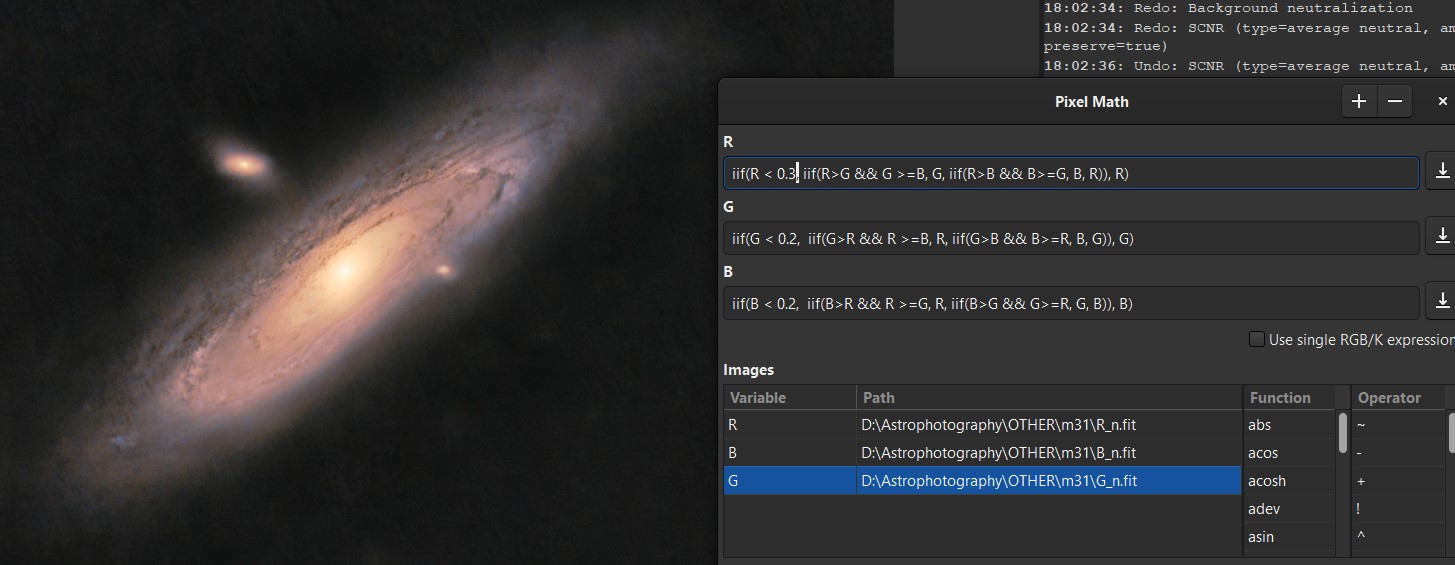 18:02:34: Redo: Background neutralization
18:02:34: Redo: SCNR (type=average neutral,
preserve=true)
18:02:36: Undo: SCNR (type=average neutral,
Pixel Math
R
iif(R < 0.3 iif(R>G && G >=B, G, iif(R>B && B>=G, B, R)), R)
G
iif(G < 0.2,  iif(G>R && R >=B, R, iif(G>B && B>=R, B, G)), G)
B
iif(B < 0.2,  iif(B>R && R >=G, R, iif(B>G && G>=R, G, B)), B)
Use single RGB/K expression
Images
Variable Path Function Operator
R D:\Astrophotography\OTHER\m31\R_n.fit abs ~
B D:\Astrophotography\OTHER\m31\B_n.fit acos -
G D:\Astrophotography\OTHER\m31\G_n.fit acosh +
adev !
asin ^